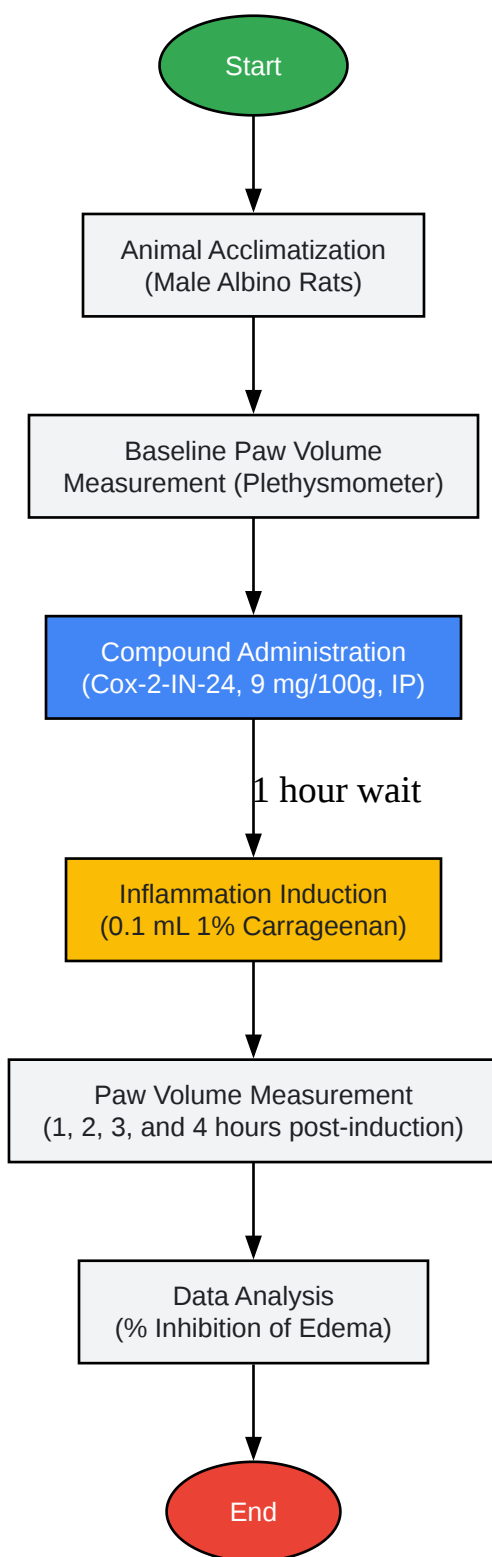 Start
Animal Acclimatization
(Male Albino Rats)
Baseline Paw Volume
Measurement (Plethysmometer)
Compound Administration
(Cox-2-IN-24, 9 mg/100g, IP)
1 hour wait
Inflammation Induction
(0.1 mL 1% Carrageenan)
Paw Volume Measurement
(1, 2, 3, and 4 hours post-induction)
Data Analysis
(% Inhibition of Edema)
End